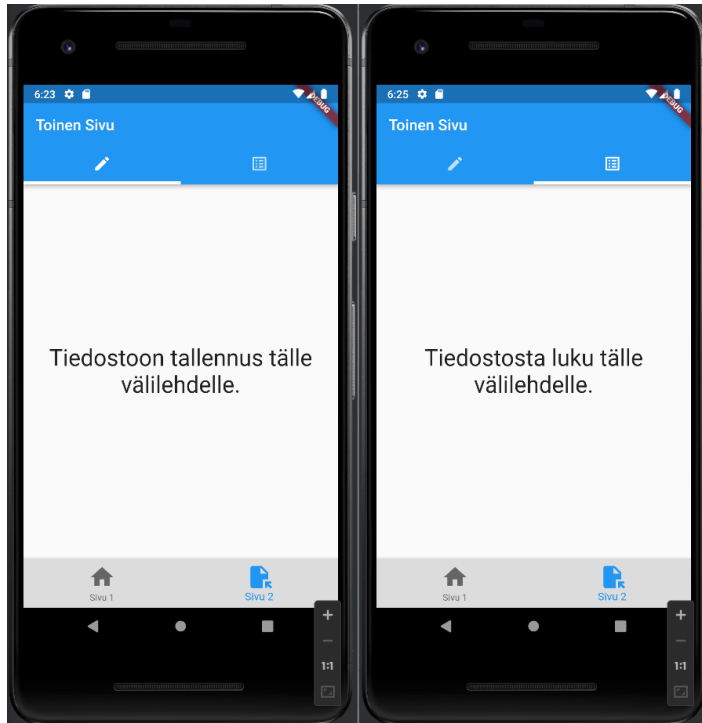 6:23
DEBUG
Toinen Sivu
Tiedostoon tallennus tälle
välilehdelle.
Sivu 1
Sivu 2
1:1
6:25
DEBUG
Toinen Sivu
Tiedostosta luku tälle
välilehdelle.
Sivu 1
Sivu 2
1:1